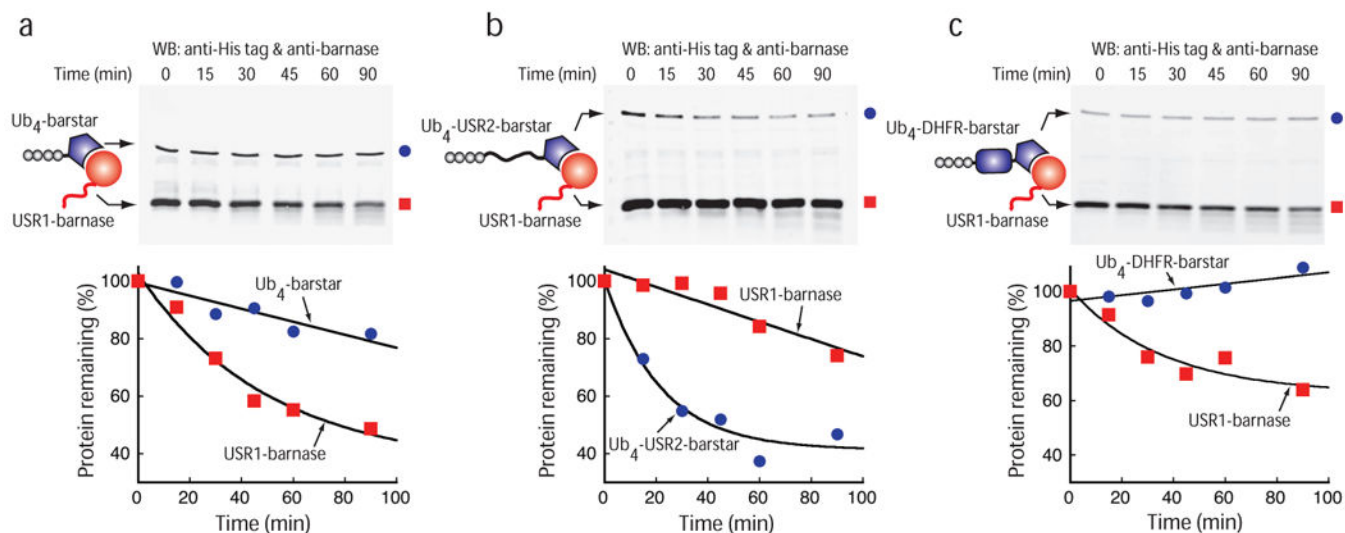 a
WB: anti-His tag & anti-barnase
Time (min) 0 15 30 45 60 90
Ub4-barstar
USR1-barnase
Protein remaining (%)
100
80
60
40
Ub4-barstar
USR1-barnase
0 20 40 60 80 100
Time (min)
b
WB: anti-His tag & anti-barnase
Time (min) 0 15 30 45 60 90
Ub4-USR2-barstar
USR1-barnase
Protein remaining (%)
100
80
60
40
USR1-barnase
Ub4-USR2-barstar
0 20 40 60 80 100
Time (min)
c
WB: anti-His tag & anti-barnase
Time (min) 0 15 30 45 60 90
Ub4-DHFR-barstar
USR1-barnase
Protein remaining (%)
100
80
60
40
Ub4-DHFR-barstar
USR1-barnase
0 20 40 60 80 100
Time (min)